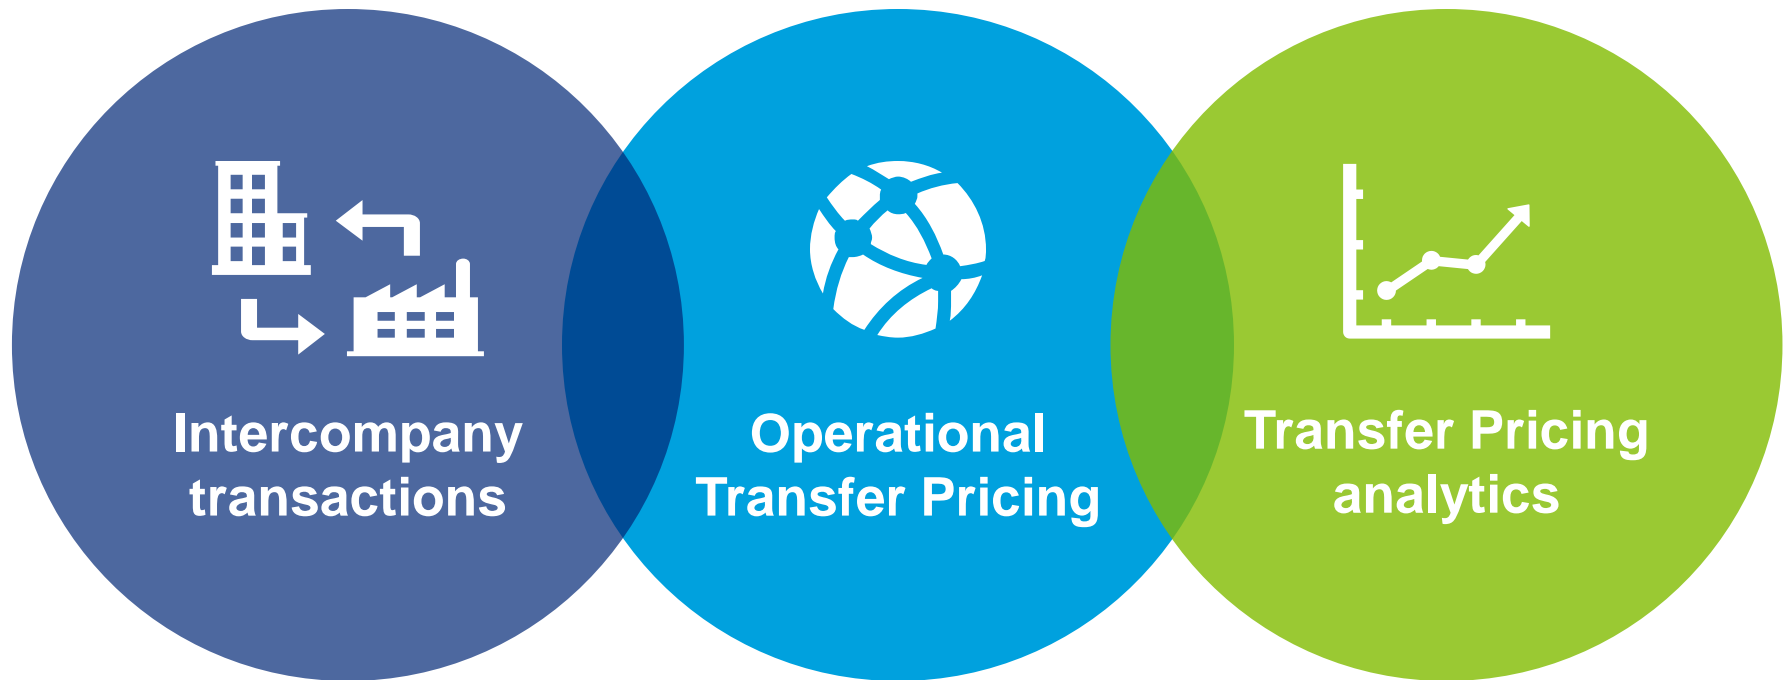 Intercompany
transactions
Operational
Transfer Pricing
Transfer Pricing
analytics